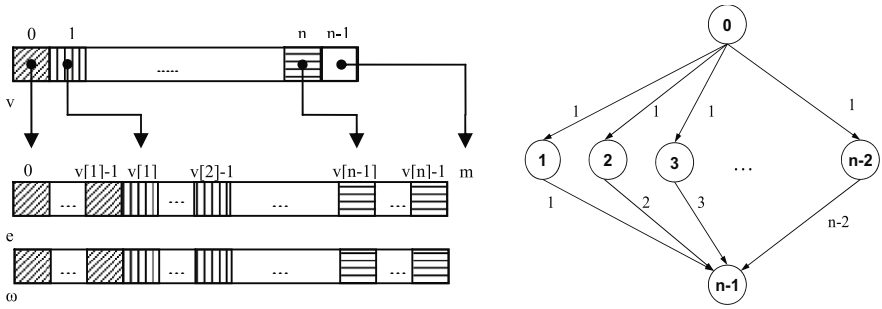 0 1 n n-1
.....
v
0 v[1]-1 v[1] v[2]-1 v[n-1] v[n]-1 m
... ... ... ...
e
... ... ... ...
ω
0
1 1 1 1
1 2 3 ... n-2
1 2 3 n-2
n-1